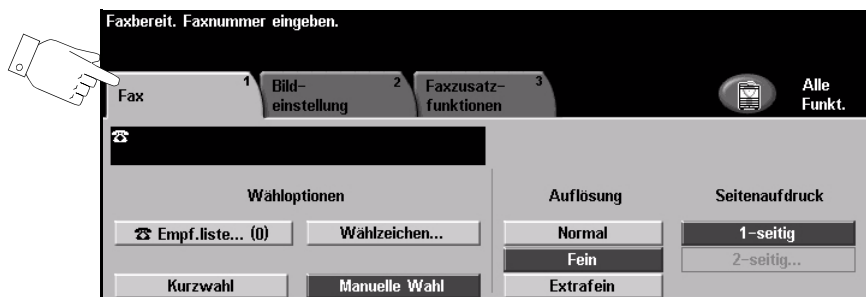 Faxbereit. Faxnummer eingeben.
Fax 1
Bild- 2
einstellung
Faxzusatz- 3
funktionen
Alle
Funkt.
☎
Wähloptionen
☎ Empf.liste... (0)
Wählzeichen...
Kurzwahl
Manuelle Wahl
Auflösung
Normal
Fein
Extrafein
Seitenaufdruck
1-seitig
2-seitig...